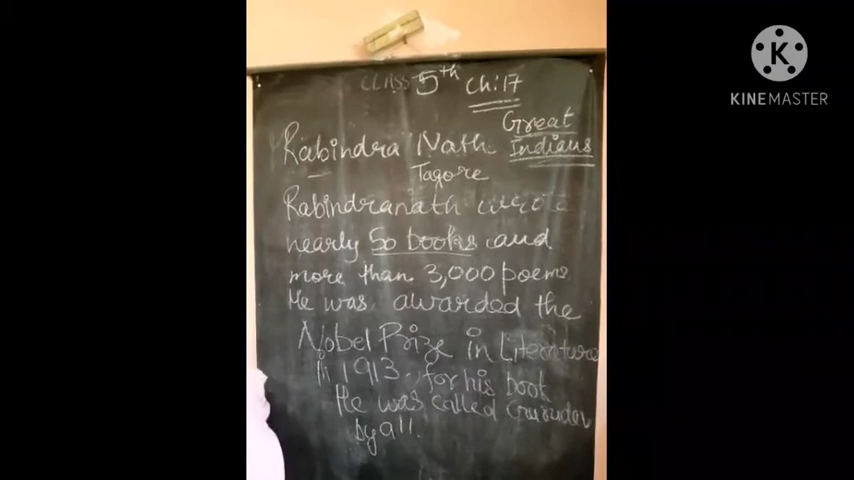 CLASS 5th Ch:17
Great
Rabindra Nath Indians
Tagore
Rabindranath wrote
nearly 50 books and
more than 3,000 poems
He was awarded the
Nobel Prize in Literature
in 1913. for his book
He was called Gurudev
by all.
KINEMASTER